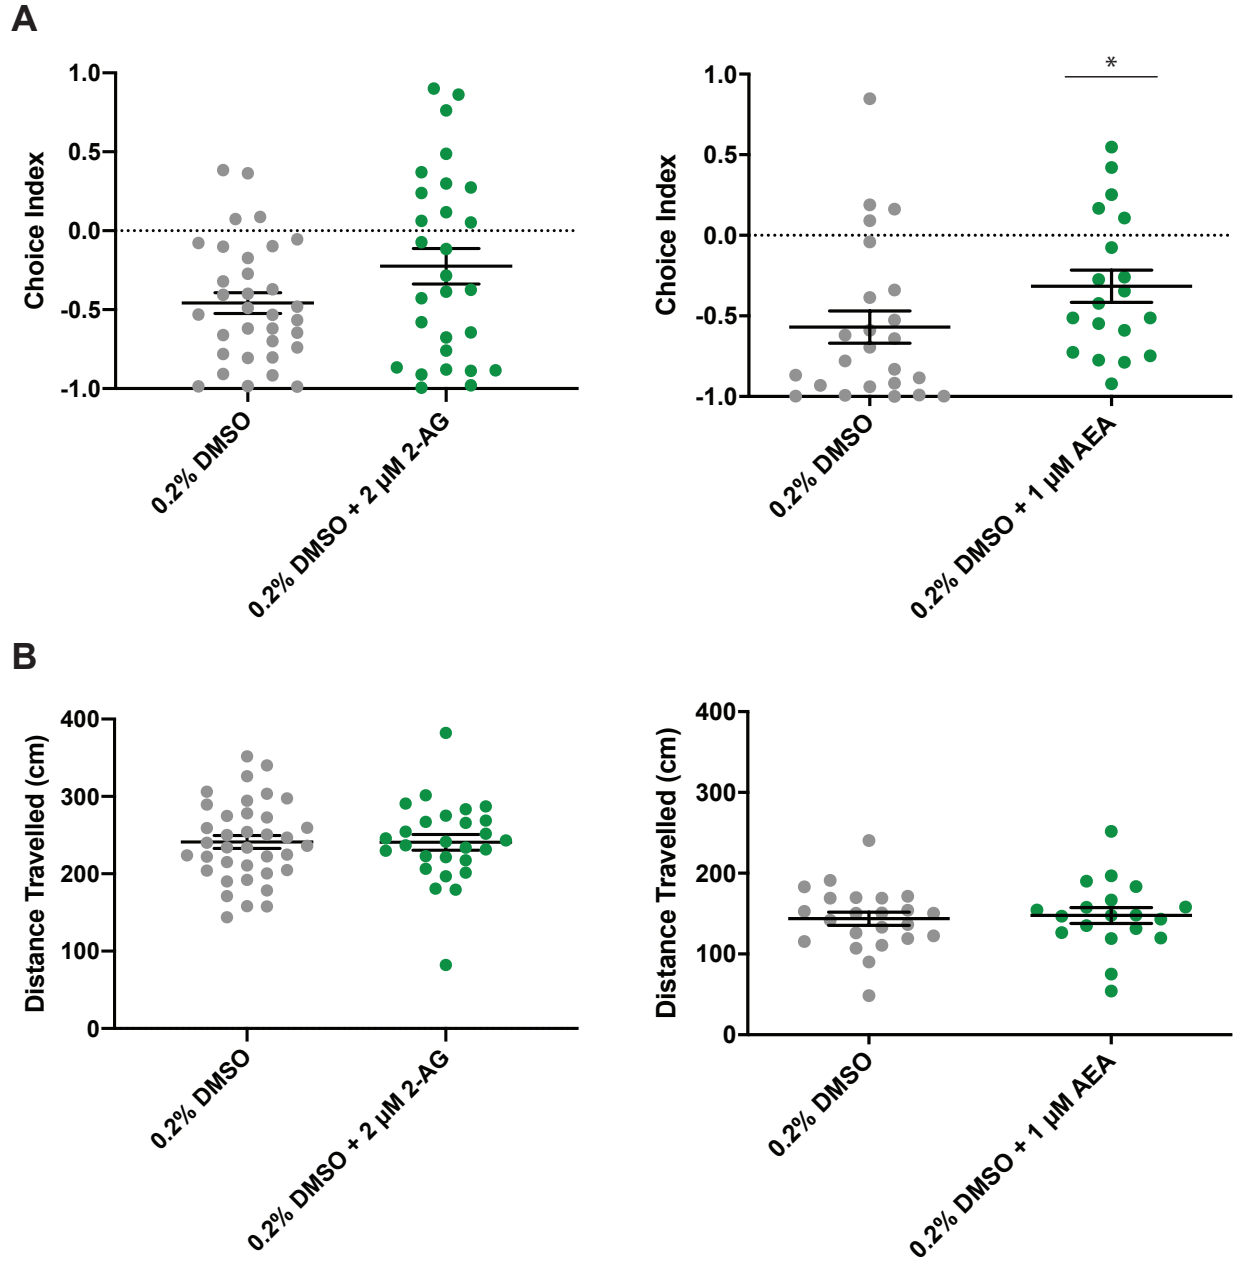 A
Choice Index
1.0
0.5
0.0
-0.5
-1.0
0.2% DMSO
0.2% DMSO + 2 µM 2-AG
Choice Index
1.0
0.5
0.0
-0.5
-1.0
*
0.2% DMSO
0.2% DMSO + 1 µM AEA
B
Distance Travelled (cm)
400
300
200
100
0
0.2% DMSO
0.2% DMSO + 2 µM 2-AG
Distance Travelled (cm)
400
300
200
100
0
0.2% DMSO
0.2% DMSO + 1 µM AEA